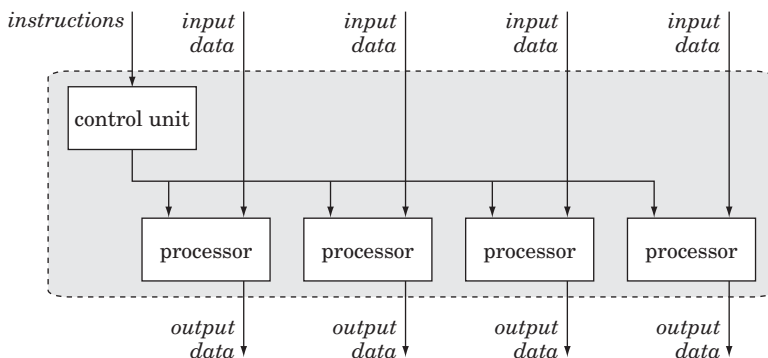 instructions
input
data
input
data
input
data
input
data
control unit
processor
processor
processor
processor
output
data
output
data
output
data
output
data